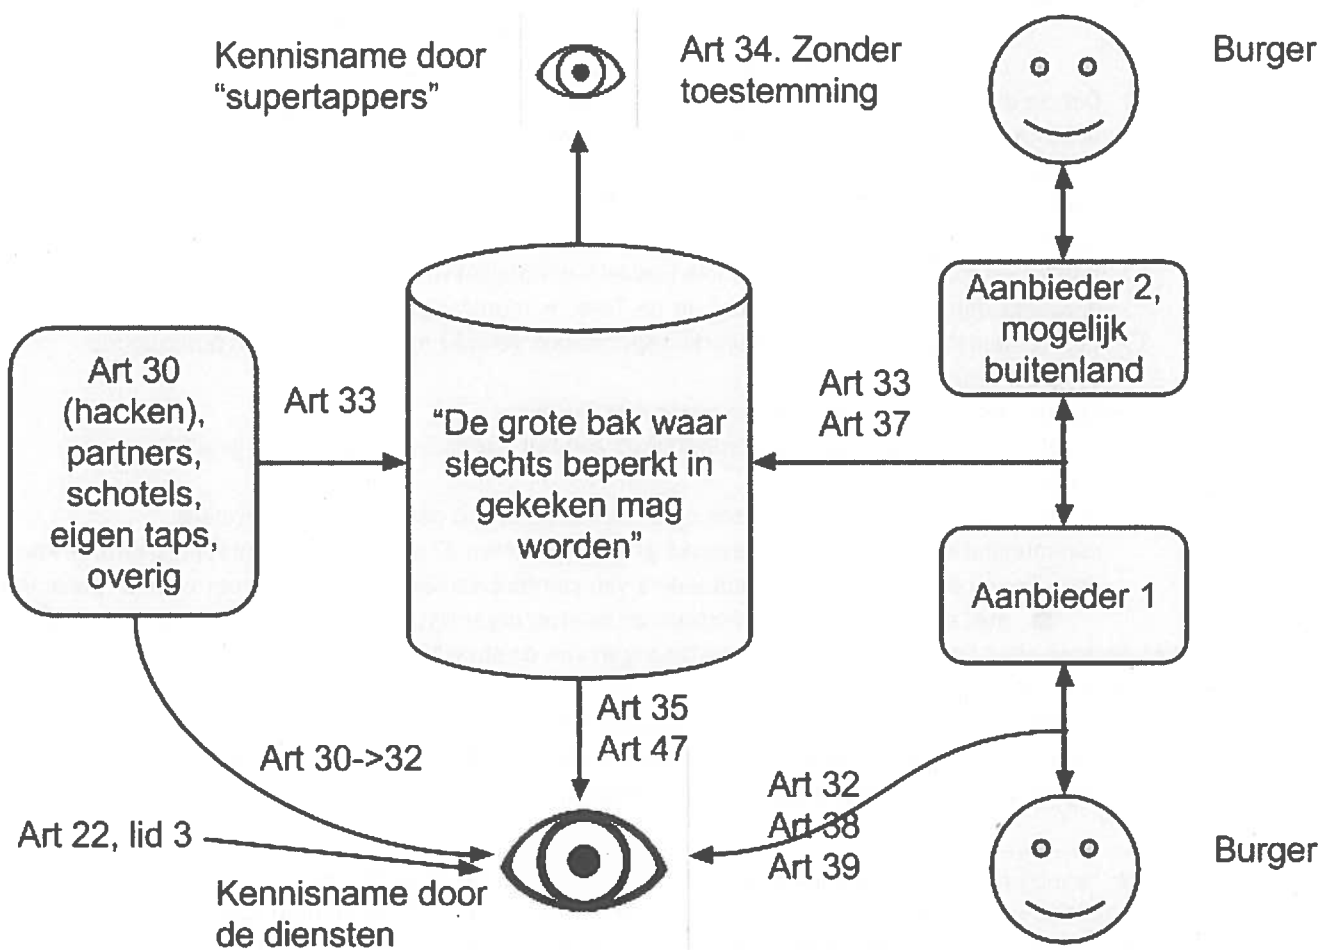 Kennisname door
“supertappers”
Art 34. Zonder
toestemming
Burger
Aanbieder 2,
mogelijk
buitenland
Art 30
(hacken),
partners,
schotels,
eigen taps,
overig
Art 33
“De grote bak waar
slechts beperkt in
gekeken mag
worden”
Art 33
Art 37
Aanbieder 1
Art 35
Art 47
Art 30->32
Art 32
Art 38
Art 39
Art 22, lid 3
Kennisname door
de diensten
Burger